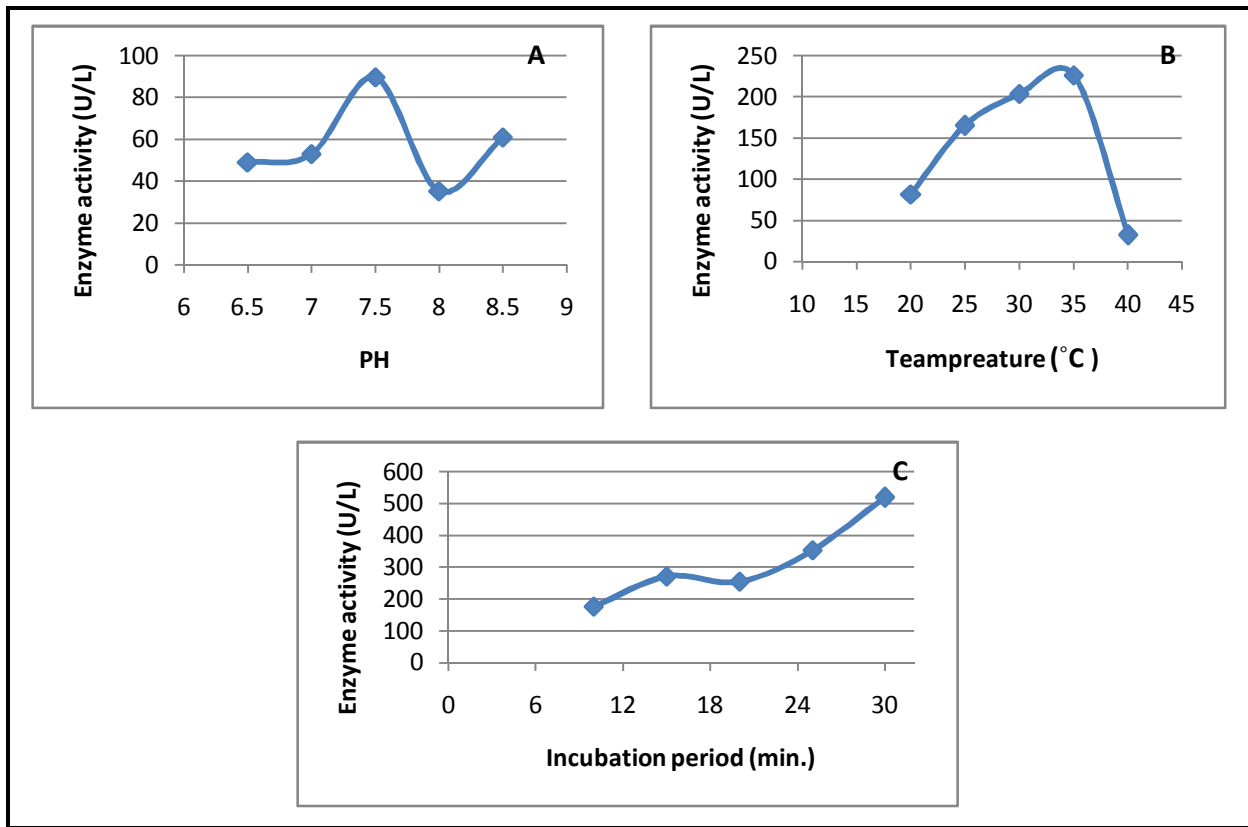 A
Enzyme activity (U/L)
100
80
60
40
20
0
6 6.5 7 7.5 8 8.5 9
PH
B
Enzyme activity (U/L)
250
200
150
100
50
0
10 15 20 25 30 35 40 45
Teampreature (°C )
C
Enzyme activity (U/L)
600
500
400
300
200
100
0
0 6 12 18 24 30
Incubation period (min.)